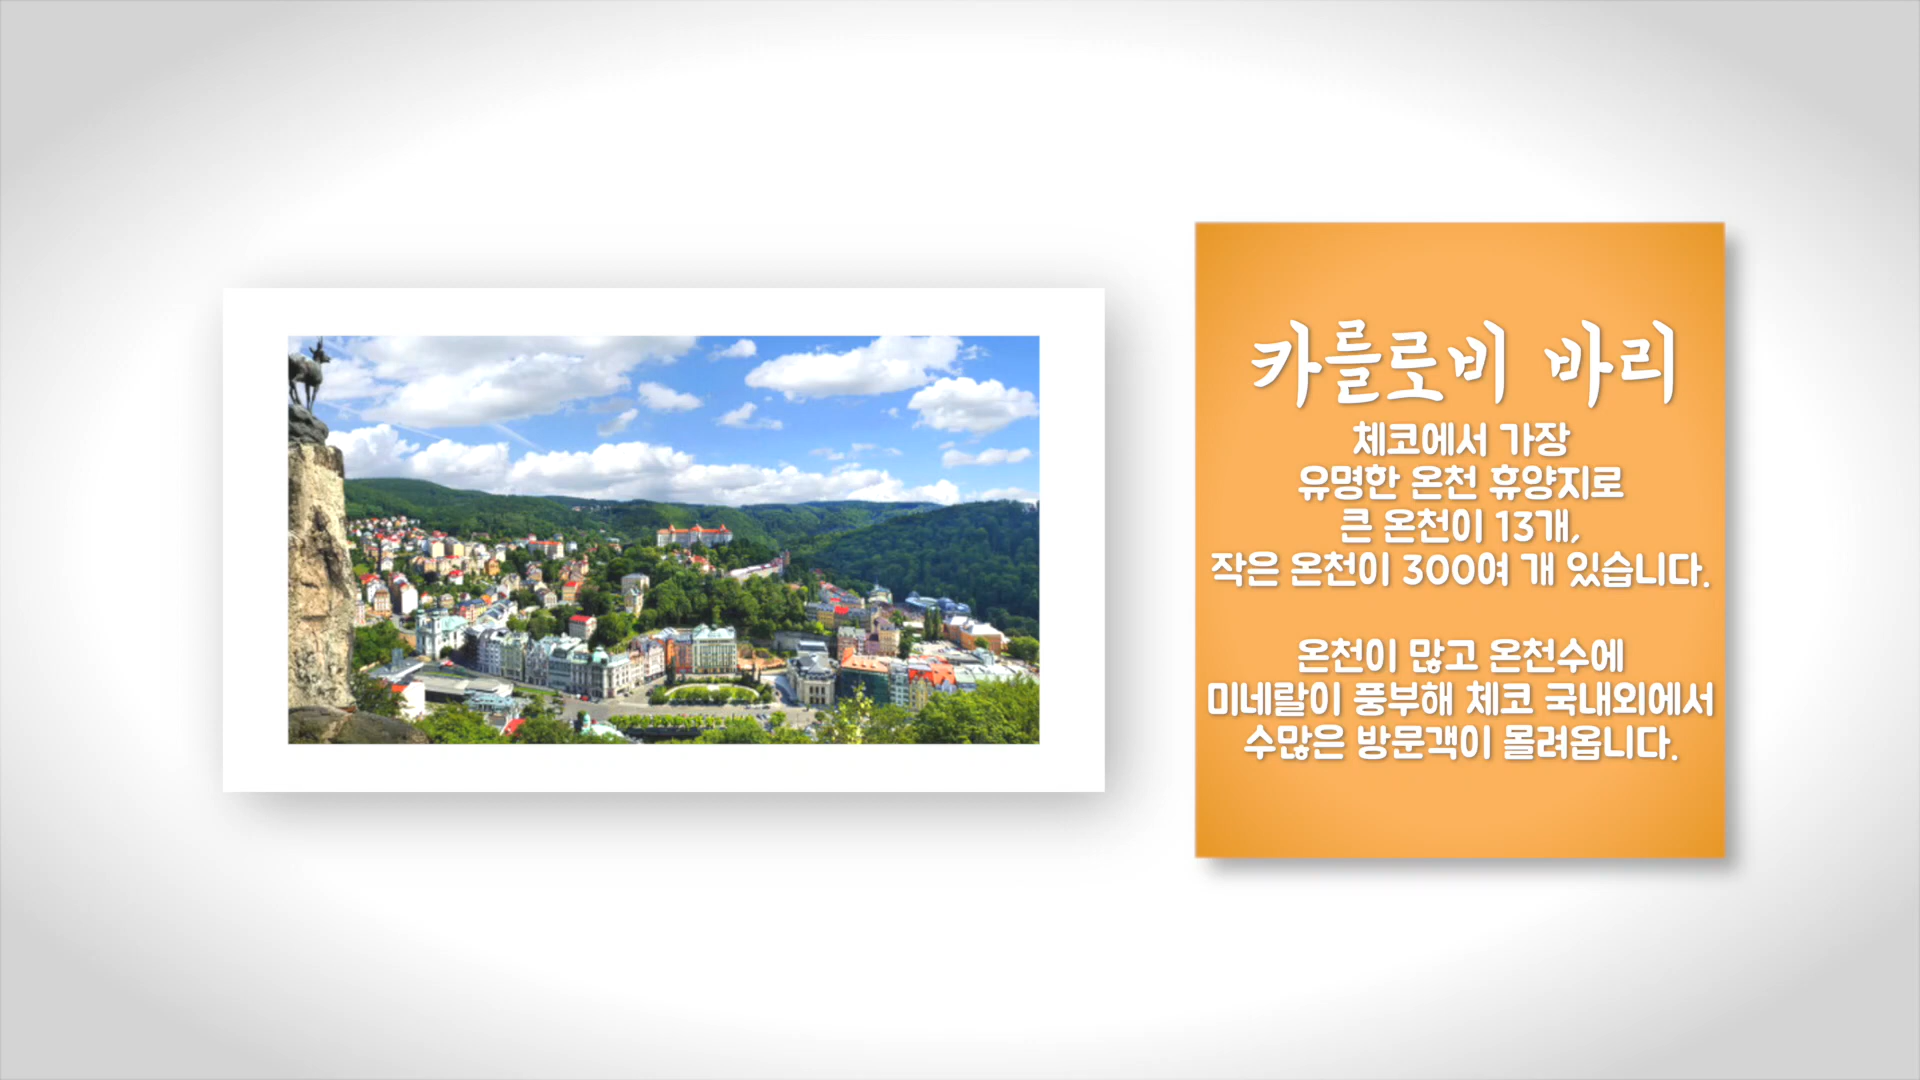 카를로비 바리
체코에서 가장
유명한 온천 휴양지로
큰 온천이 13개,
작은 온천이 300여 개 있습니다.
온천이 많고 온천수에
미네랄이 풍부해 체코 국내외에서
수많은 방문객이 몰려옵니다.